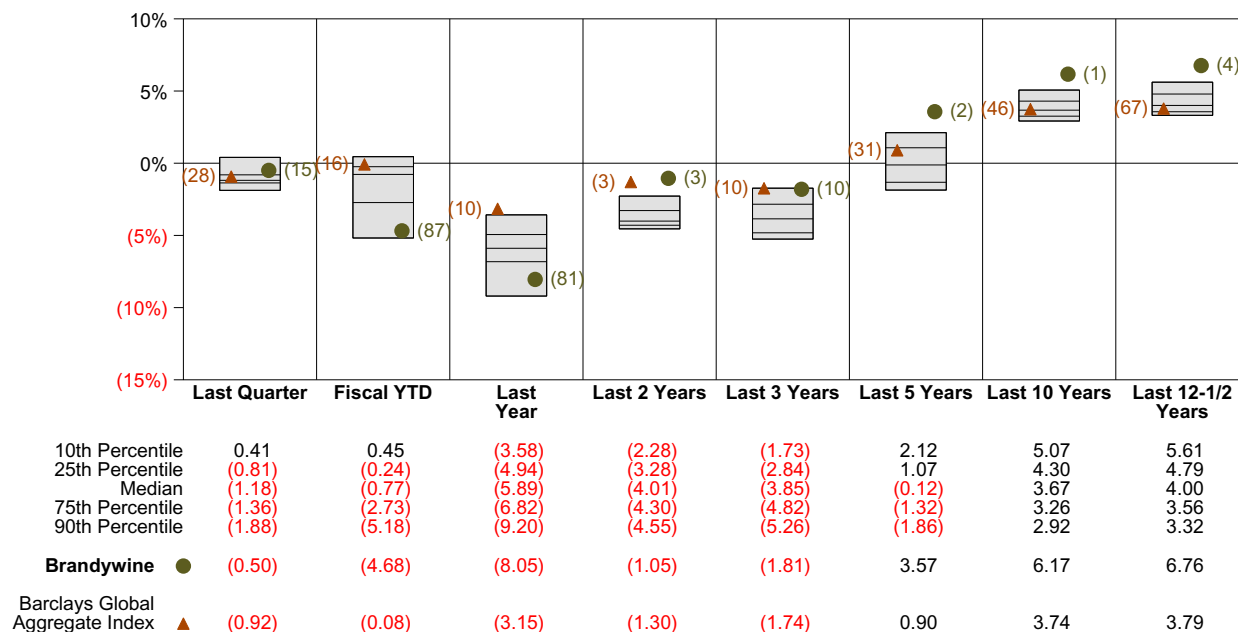 10%
5%
0%
(5%)
(10%)
(15%)
(28) (15)
(16) (87)
(10) (81)
(3) (3)
(10) (10)
(31) (2)
(46) (1)
(67) (4)
Last Quarter Fiscal YTD Last Year Last 2 Years Last 3 Years Last 5 Years Last 10 Years Last 12-1/2 Years
10th Percentile 0.41 0.45 (3.58) (2.28) (1.73) 2.12 5.07 5.61
25th Percentile (0.81) (0.24) (4.94) (3.28) (2.84) 1.07 4.30 4.79
Median (1.18) (0.77) (5.89) (4.01) (3.85) (0.12) 3.67 4.00
75th Percentile (1.36) (2.73) (6.82) (4.30) (4.82) (1.32) 3.26 3.56
90th Percentile (1.88) (5.18) (9.20) (4.55) (5.26) (1.86) 2.92 3.32
Brandywine (0.50) (4.68) (8.05) (1.05) (1.81) 3.57 6.17 6.76
Barclays Global
Aggregate Index (0.92) (0.08) (3.15) (1.30) (1.74) 0.90 3.74 3.79